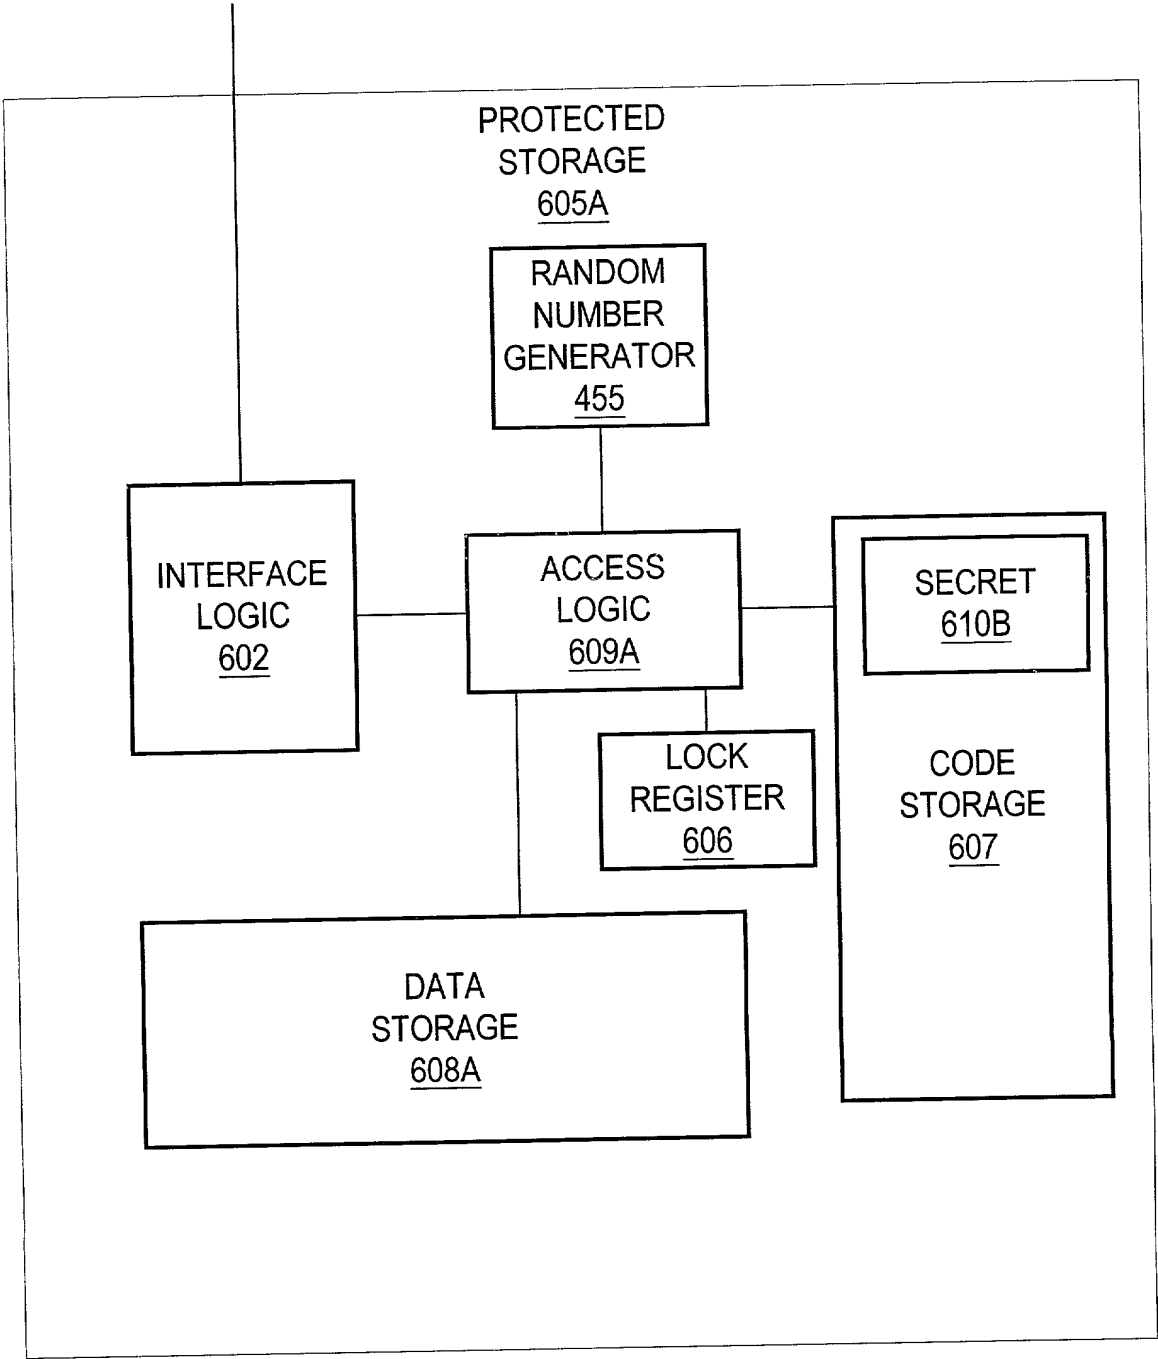 PROTECTED
STORAGE
605A
RANDOM
NUMBER
GENERATOR
455
INTERFACE
LOGIC
602
ACCESS
LOGIC
609A
SECRET
610B
LOCK
REGISTER
606
CODE
STORAGE
607
DATA
STORAGE
608A